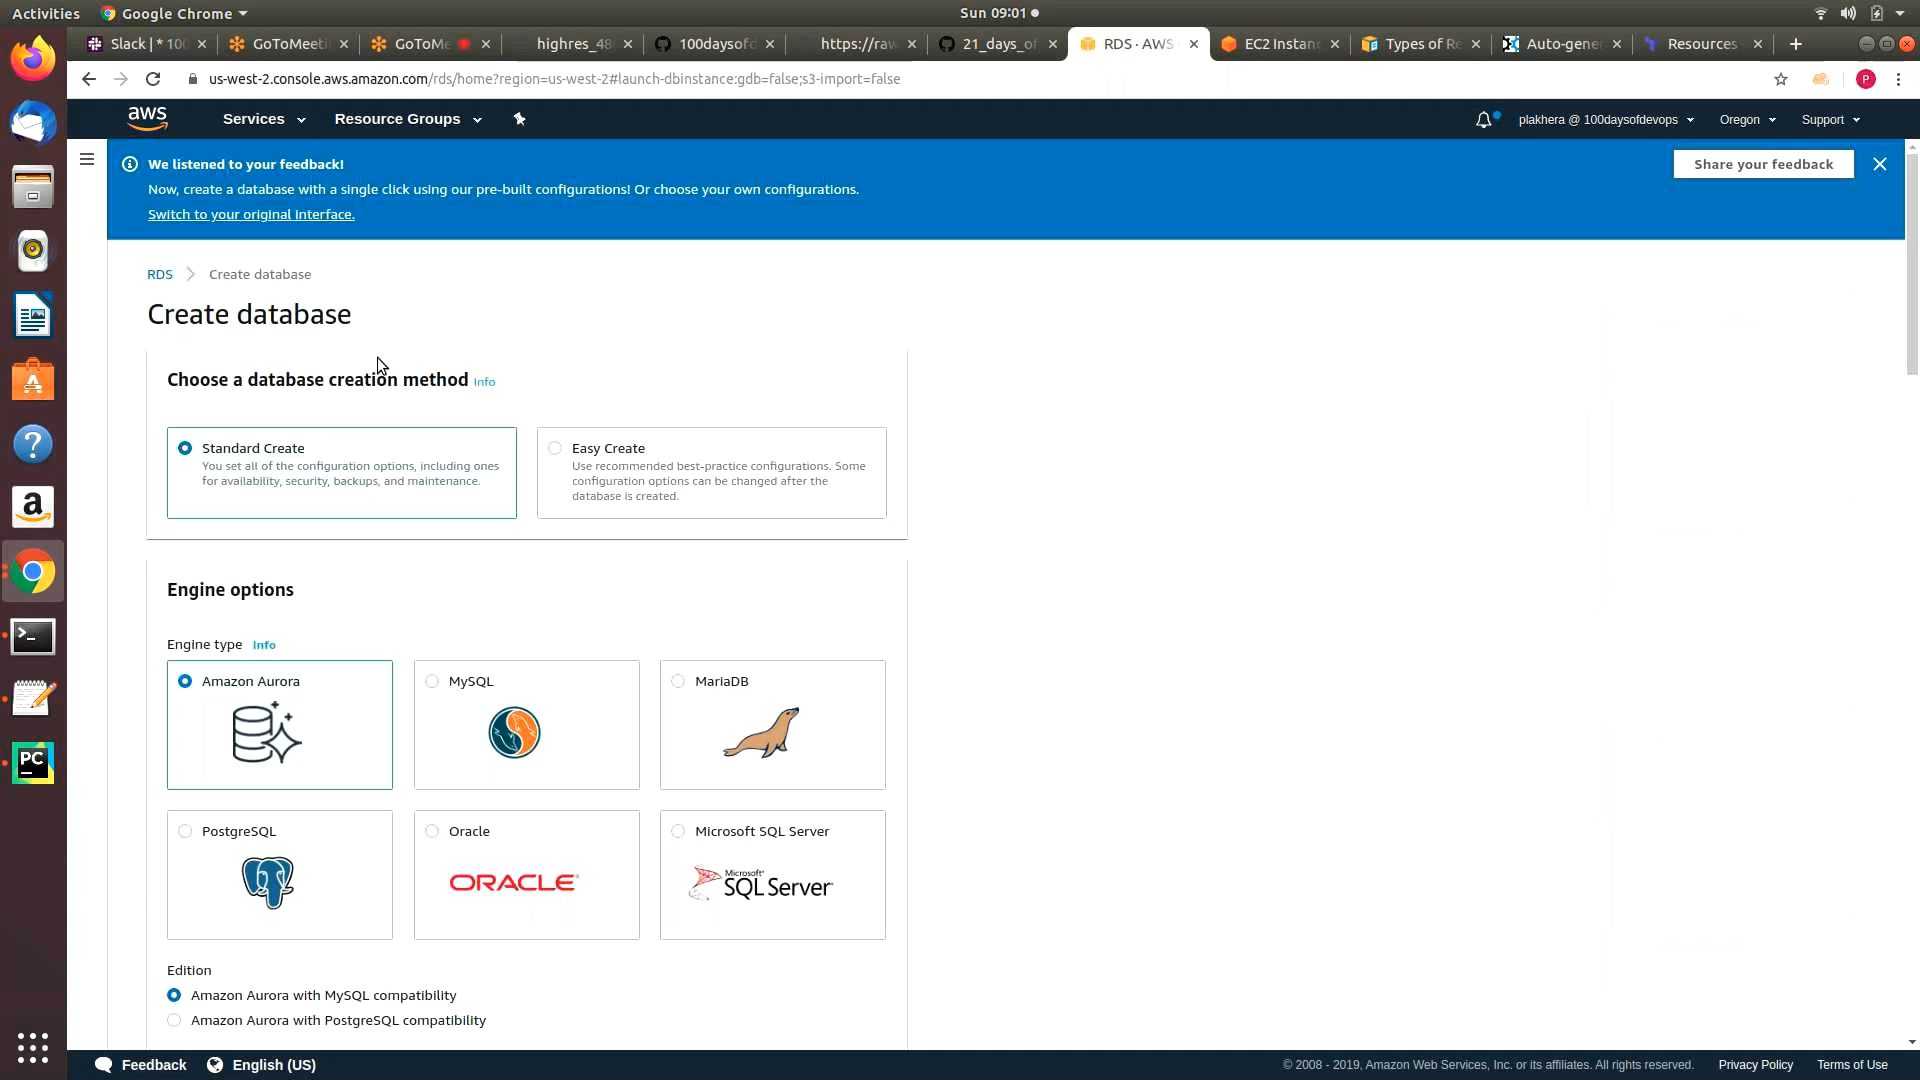 Activities
Google Chrome
Sun 09:01
Slack | * 100
GoToMeeti
GoToMe
highres_48
100daysofd
https://raw
21_days_of
RDS · AWS
EC2 Instanc
Types of Re
Auto-gener
Resources
us-west-2.console.aws.amazon.com/rds/home?region=us-west-2#launch-dbinstance:gdb=false;s3-import=false
P
aws
Services
Resource Groups
plakhera @ 100daysofdevops
Oregon
Support
We listened to your feedback!
Now, create a database with a single click using our pre-built configurations! Or choose your own configurations.
Switch to your original interface.
Share your feedback
RDS
Create database
Create database
Choose a database creation method Info
Standard Create
You set all of the configuration options, including ones
for availability, security, backups, and maintenance.
Easy Create
Use recommended best-practice configurations. Some
configuration options can be changed after the
database is created.
Engine options
Engine type Info
Amazon Aurora
MySQL
MariaDB
PostgreSQL
Oracle
ORACLE
Microsoft SQL Server
Microsoft
SQL Server
Edition
Amazon Aurora with MySQL compatibility
Amazon Aurora with PostgreSQL compatibility
PC
Feedback
English (US)
© 2008 - 2019, Amazon Web Services, Inc. or its affiliates. All rights reserved.
Privacy Policy
Terms of Use